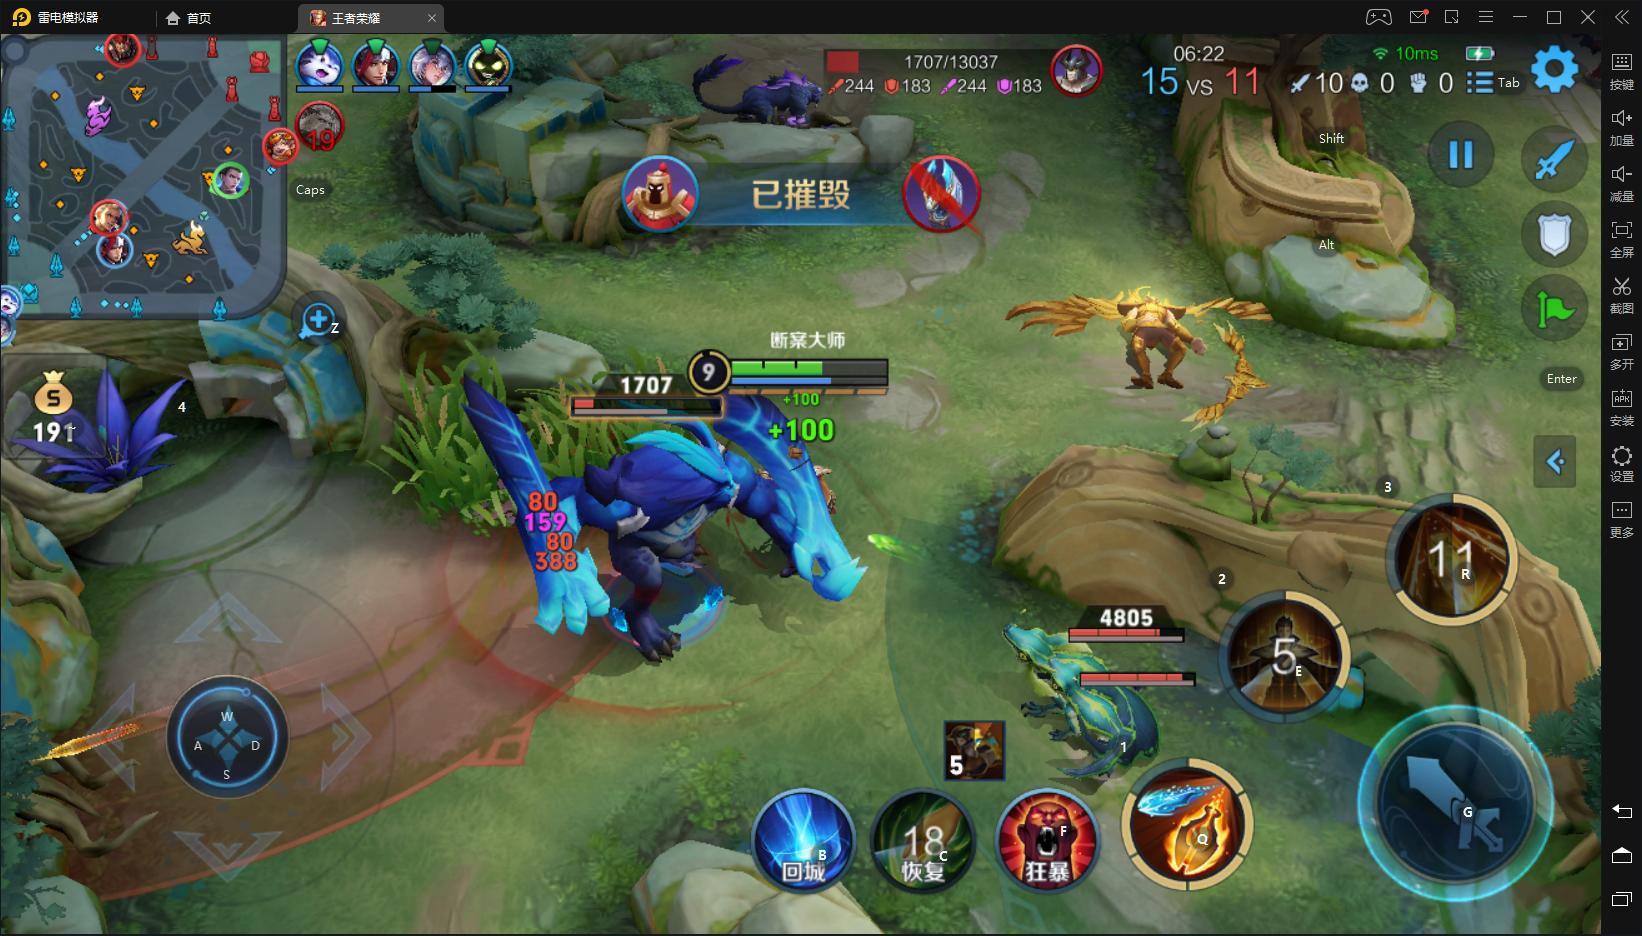 雷电模拟器
首页
王者荣耀
06:22
10ms
1707/13037
244 183 244 183
15 vs 11
10 0 0
Tab
按键
加量
减量
全屏
截图
多开
安装
设置
更多
19
Caps
Shift
Alt
已摧毁
Z
断案大师
9
1707
+100
+100
Enter
S
191
4
80
159
80
388
3
11
R
2
4805
5
E
W
A D
S
5
1
B
回城
18
C
恢复
F
狂暴
Q
G
APK